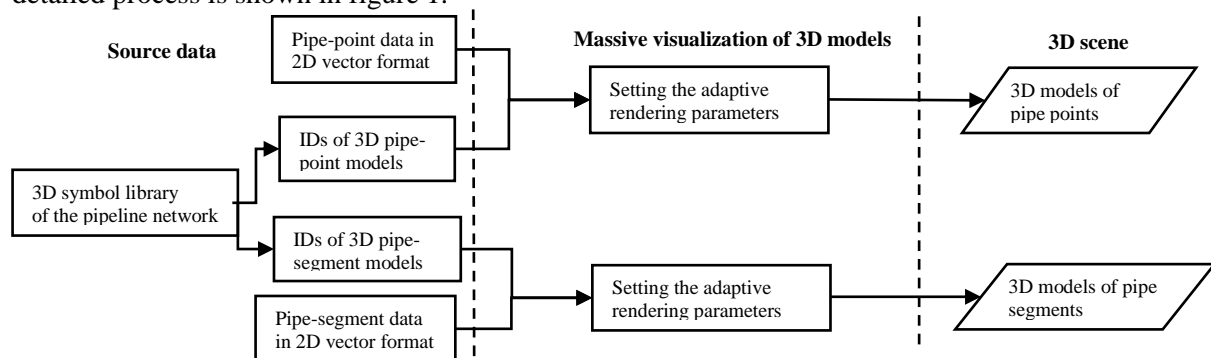 detailed process is shown in figure 1.
Source data
Pipe-point data in
2D vector format
Massive visualization of 3D models
3D scene
Setting the adaptive
rendering parameters
3D models of
pipe points
IDs of 3D pipe-
point models
3D symbol library
of the pipeline network
IDs of 3D pipe-
segment models
Setting the adaptive
rendering parameters
3D models of pipe
segments
Pipe-segment data
in 2D vector format